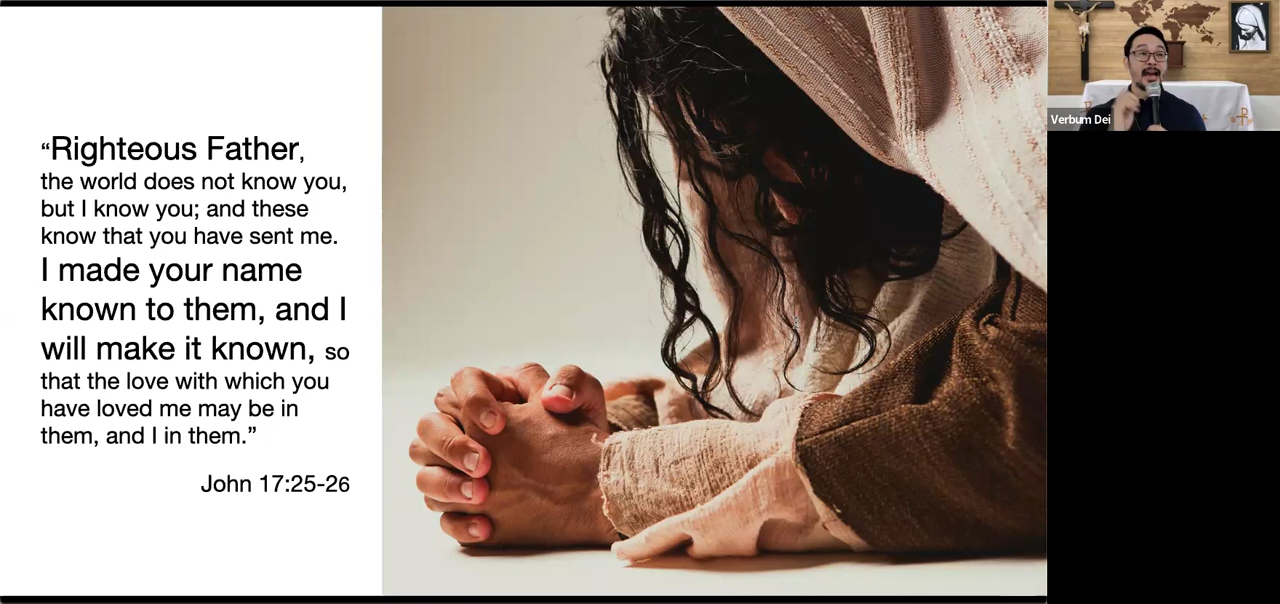 “Righteous Father,
the world does not know you,
but I know you; and these
know that you have sent me.
I made your name
known to them, and I
will make it known, so
that the love with which you
have loved me may be in
them, and I in them.”
John 17:25-26
Verbum Dei